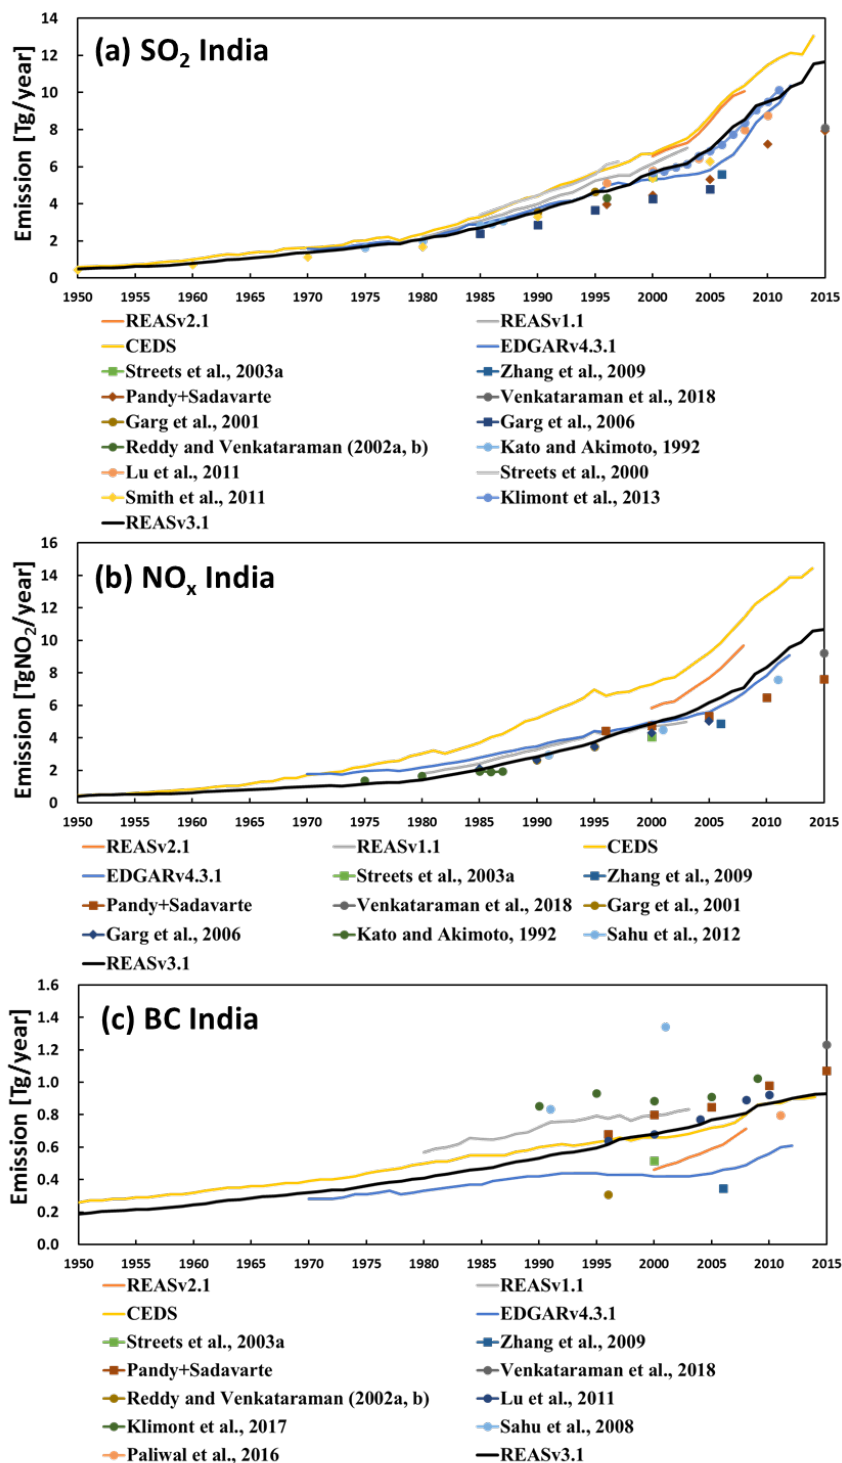 (a) SO2 India
Emission [Tg/year]
14
12
10
8
6
4
2
0
1950 1955 1960 1965 1970 1975 1980 1985 1990 1995 2000 2005 2010 2015
REASv2.1 REASv1.1
CEDS EDGARv4.3.1
Streets et al., 2003a Zhang et al., 2009
Pandy+Sadavarte Venkataraman et al., 2018
Garg et al., 2001 Garg et al., 2006
Reddy and Venkataraman (2002a, b) Kato and Akimoto, 1992
Lu et al., 2011 Streets et al., 2000
Smith et al., 2011 Klimont et al., 2013
REASv3.1
(b) NOx India
Emission [TgNO2/year]
16
14
12
10
8
6
4
2
0
1950 1955 1960 1965 1970 1975 1980 1985 1990 1995 2000 2005 2010 2015
REASv2.1 REASv1.1 CEDS
EDGARv4.3.1 Streets et al., 2003a Zhang et al., 2009
Pandy+Sadavarte Venkataraman et al., 2018 Garg et al., 2001
Garg et al., 2006 Kato and Akimoto, 1992 Sahu et al., 2012
REASv3.1
(c) BC India
Emission [Tg/year]
1.6
1.4
1.2
1.0
0.8
0.6
0.4
0.2
0.0
1950 1955 1960 1965 1970 1975 1980 1985 1990 1995 2000 2005 2010 2015
REASv2.1 REASv1.1
CEDS EDGARv4.3.1
Streets et al., 2003a Zhang et al., 2009
Pandy+Sadavarte Venkataraman et al., 2018
Reddy and Venkataraman (2002a, b) Lu et al., 2011
Klimont et al., 2017 Sahu et al., 2008
Paliwal et al., 2016 REASv3.1